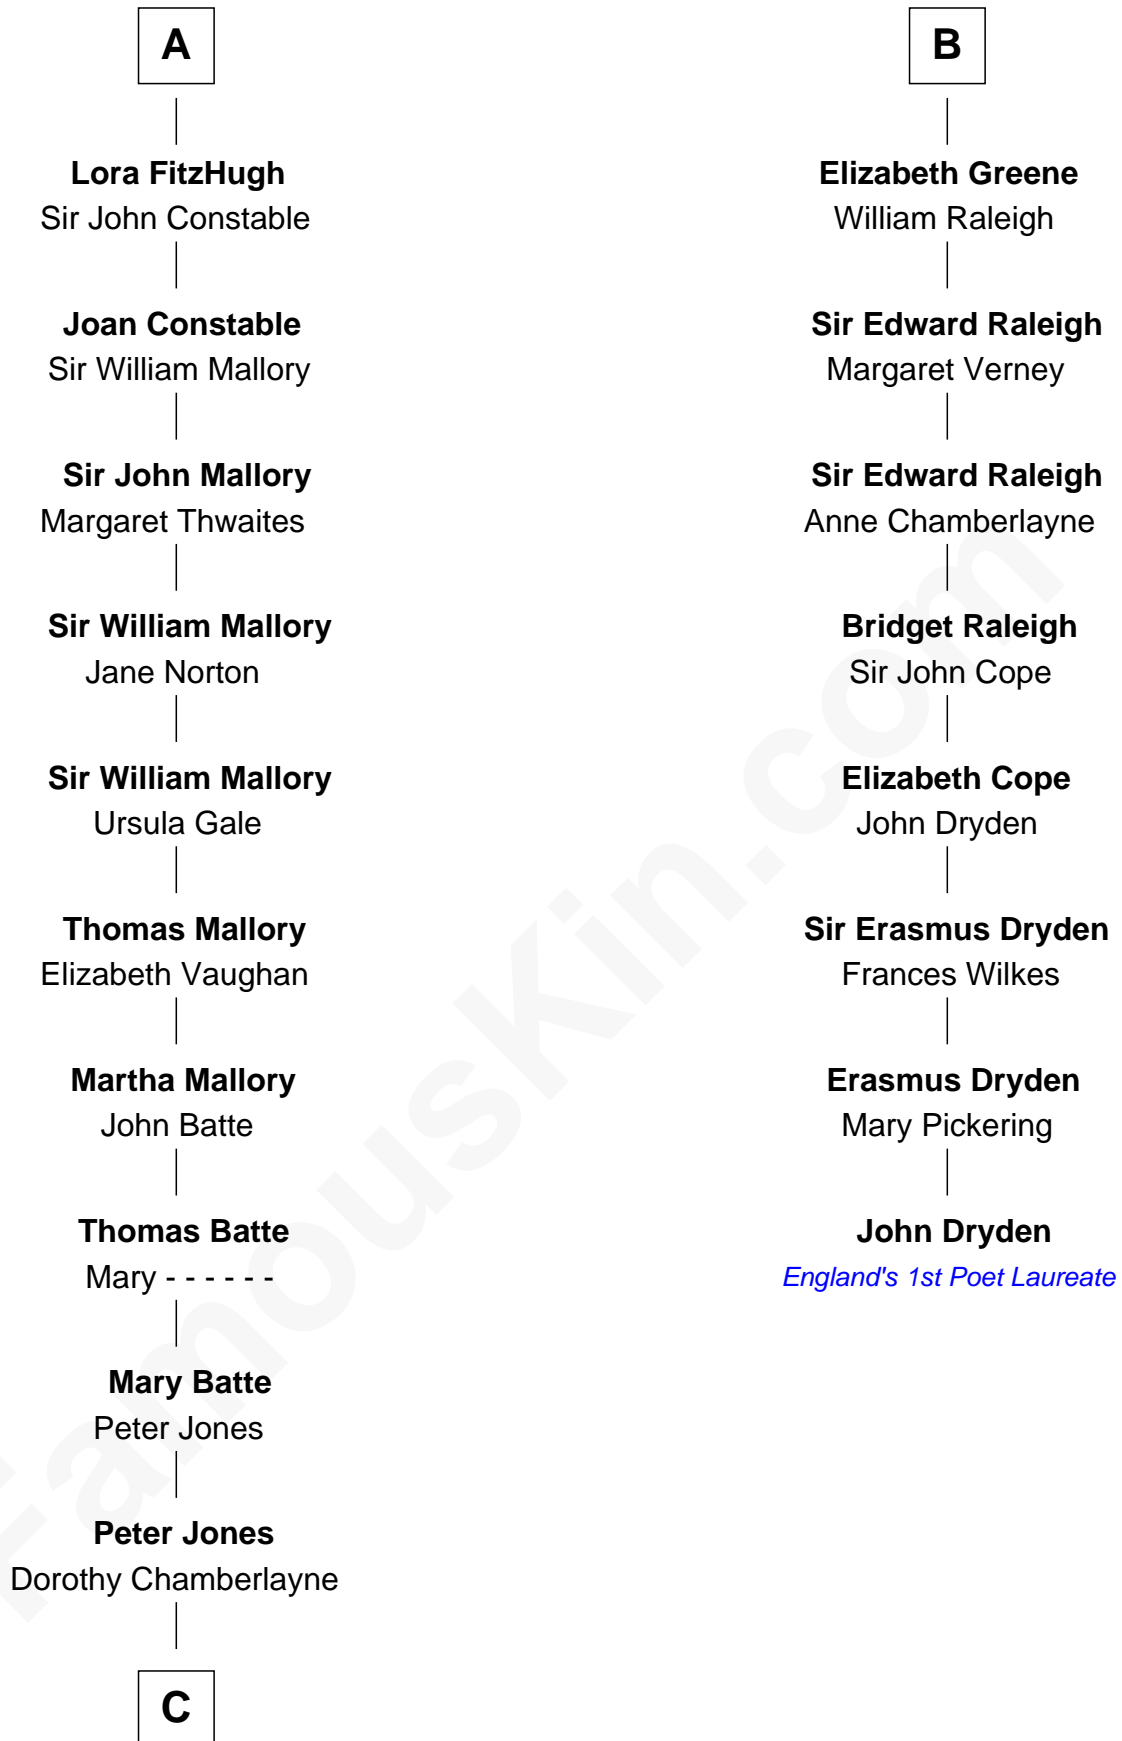 A
Lora FitzHugh
Sir John Constable
Joan Constable
Sir William Mallory
Sir John Mallory
Margaret Thwaites
Sir William Mallory
Jane Norton
Sir William Mallory
Ursula Gale
Thomas Mallory
Elizabeth Vaughan
Martha Mallory
John Batte
Thomas Batte
Mary - - - - - -
Mary Batte
Peter Jones
Peter Jones
Dorothy Chamberlayne
C
B
Elizabeth Greene
William Raleigh
Sir Edward Raleigh
Margaret Verney
Sir Edward Raleigh
Anne Chamberlayne
Bridget Raleigh
Sir John Cope
Elizabeth Cope
John Dryden
Sir Erasmus Dryden
Frances Wilkes
Erasmus Dryden
Mary Pickering
John Dryden
England's 1st Poet Laureate
FamousKin.com